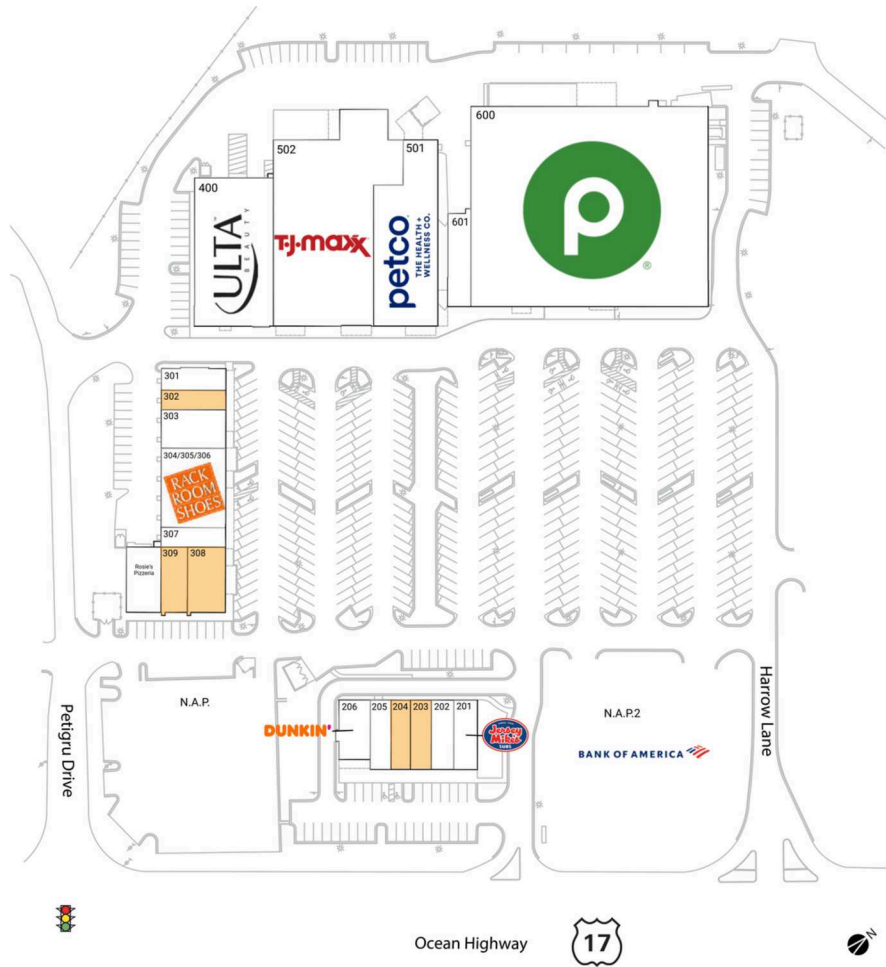 600
502
501
400
601
ULTA
BEAUTY
T·J·maxx
petco
THE HEALTH +
WELLNESS CO.
p
®
301
302
303
304/305/306
RACK
ROOM
SHOES
307
309
308
Rosie's
Pizzeria
N.A.P.
DUNKIN'
206
205
204
203
202
201
Jersey
Mike's
SUBS
N.A.P.2
BANK OF AMERICA
Petigru Drive
Harrow Lane
Ocean Highway
17
N